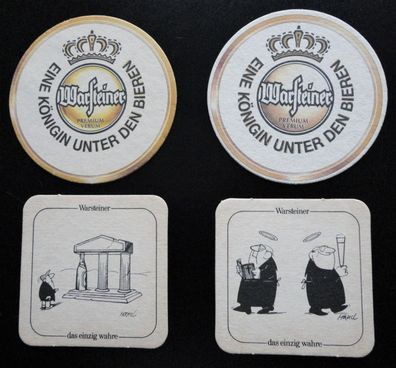 EINE KÖNIGIN UNTER DEN BIEREN
Warsteiner
PREMIUM
VERUM
EINE KÖNIGIN UNTER DEN BIEREN
Warsteiner
PREMIUM
VERUM
Warsteiner
das einzig wahre
Warsteiner
das einzig wahre